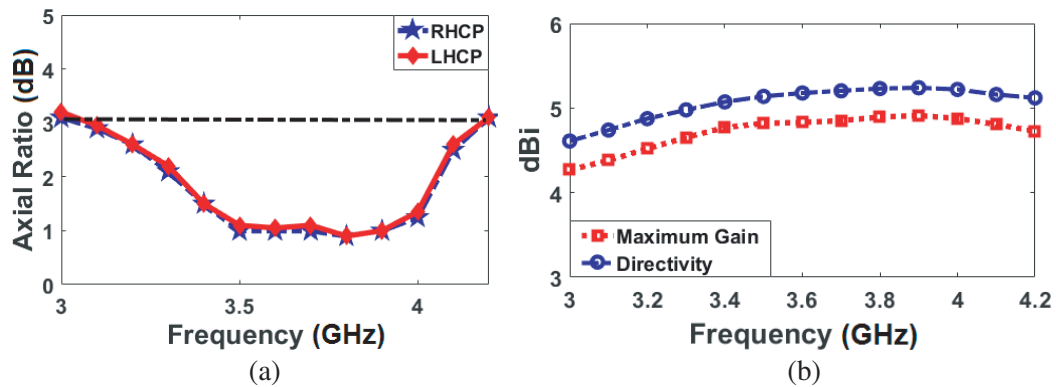 5
4
3
2
1
0
Axial Ratio (dB)
RHCP
LHCP
3 3.5 4
Frequency (GHz)
(a)
6
5
4
3
dBi
Maximum Gain
Directivity
3 3.2 3.4 3.6 3.8 4 4.2
Frequency (GHz)
(b)